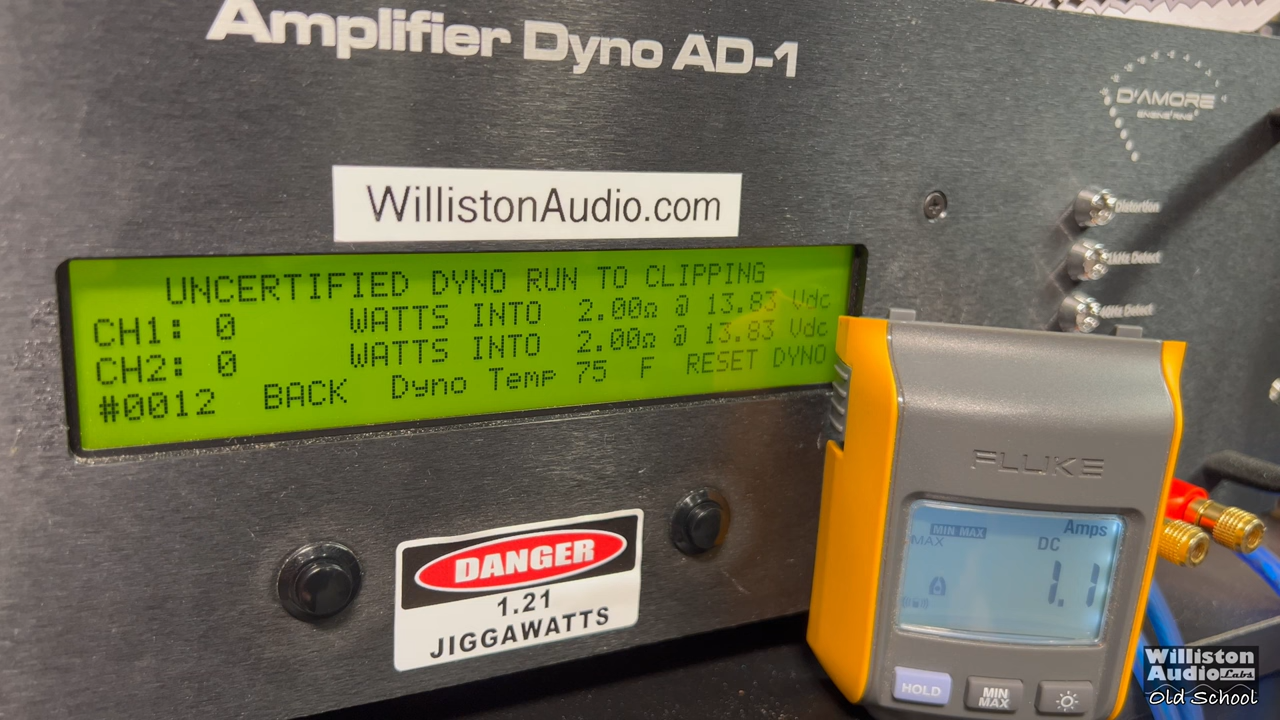 Amplifier Dyno AD-1
D'AMORE
WillistonAudio.com
Distortion
1kHz Detect
UNCERTIFIED DYNO RUN TO CLIPPING
CH1: 0 WATTS INTO 2.00Ω @ 13.83 Vdc
CH2: 0 WATTS INTO 2.00Ω @ 13.83 Vdc
#0012 BACK Dyno Temp 75 F RESET DYNO
FLUKE
MIN MAX Amps
MAX DC
1.1
DANGER
1.21
JIGGAWATTS
HOLD
MIN
MAX
Williston
Audio Labs
Old School